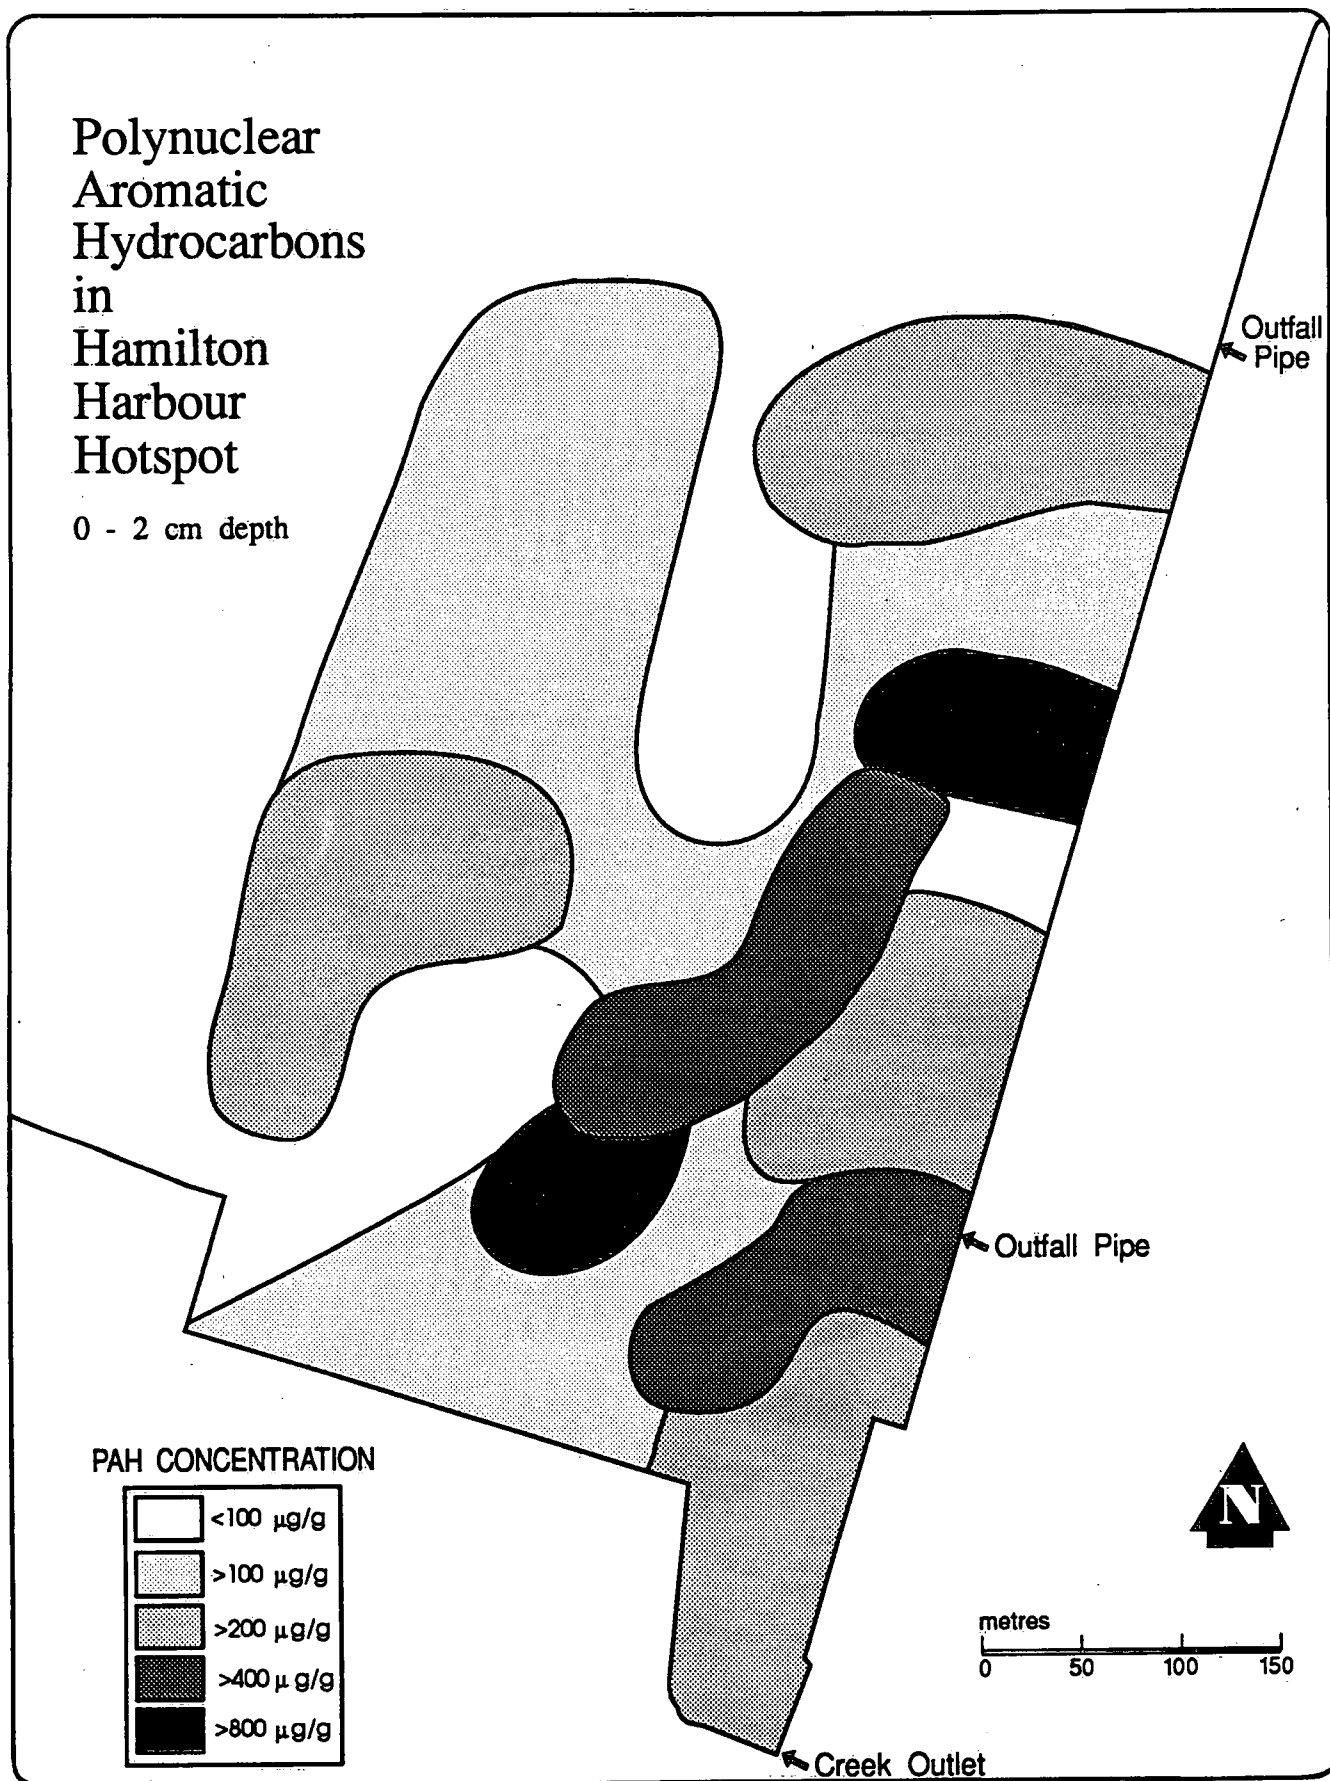 Polynuclear
Aromatic
Hydrocarbons
in
Hamilton
Harbour
Hotspot
0 - 2 cm depth
Outfall
Pipe
Outfall Pipe
PAH CONCENTRATION
<100 µg/g
>100 µg/g
>200 µg/g
>400 µ g/g
>800 µg/g
N
metres
0 50 100 150
Creek Outlet